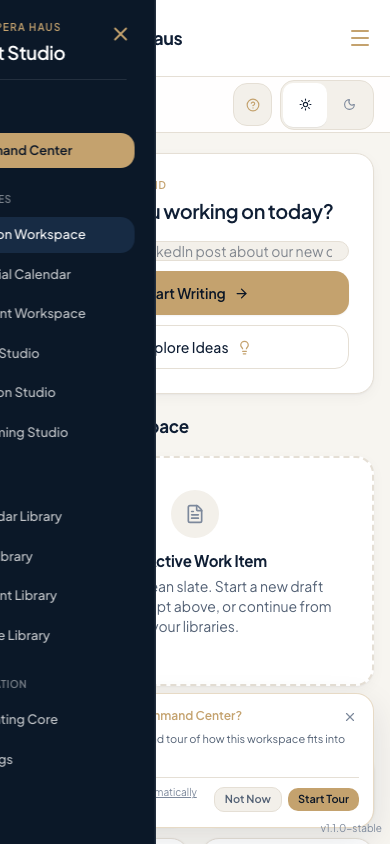 PERA HAUS
t Studio
mand Center
ES
on Workspace
ial Calendar
nt Workspace
Studio
on Studio
ming Studio
dar Library
ibrary
nt Library
e Library
ATION
ating Core
gs
aus
ND
u working on today?
kedIn post about our new c
art Writing →
plore Ideas
pace
ctive Work Item
ean slate. Start a new draft
pt above, or continue from
your libraries.
mmand Center?
d tour of how this workspace fits into
matically
Not Now
Start Tour
v1.1.0-stable